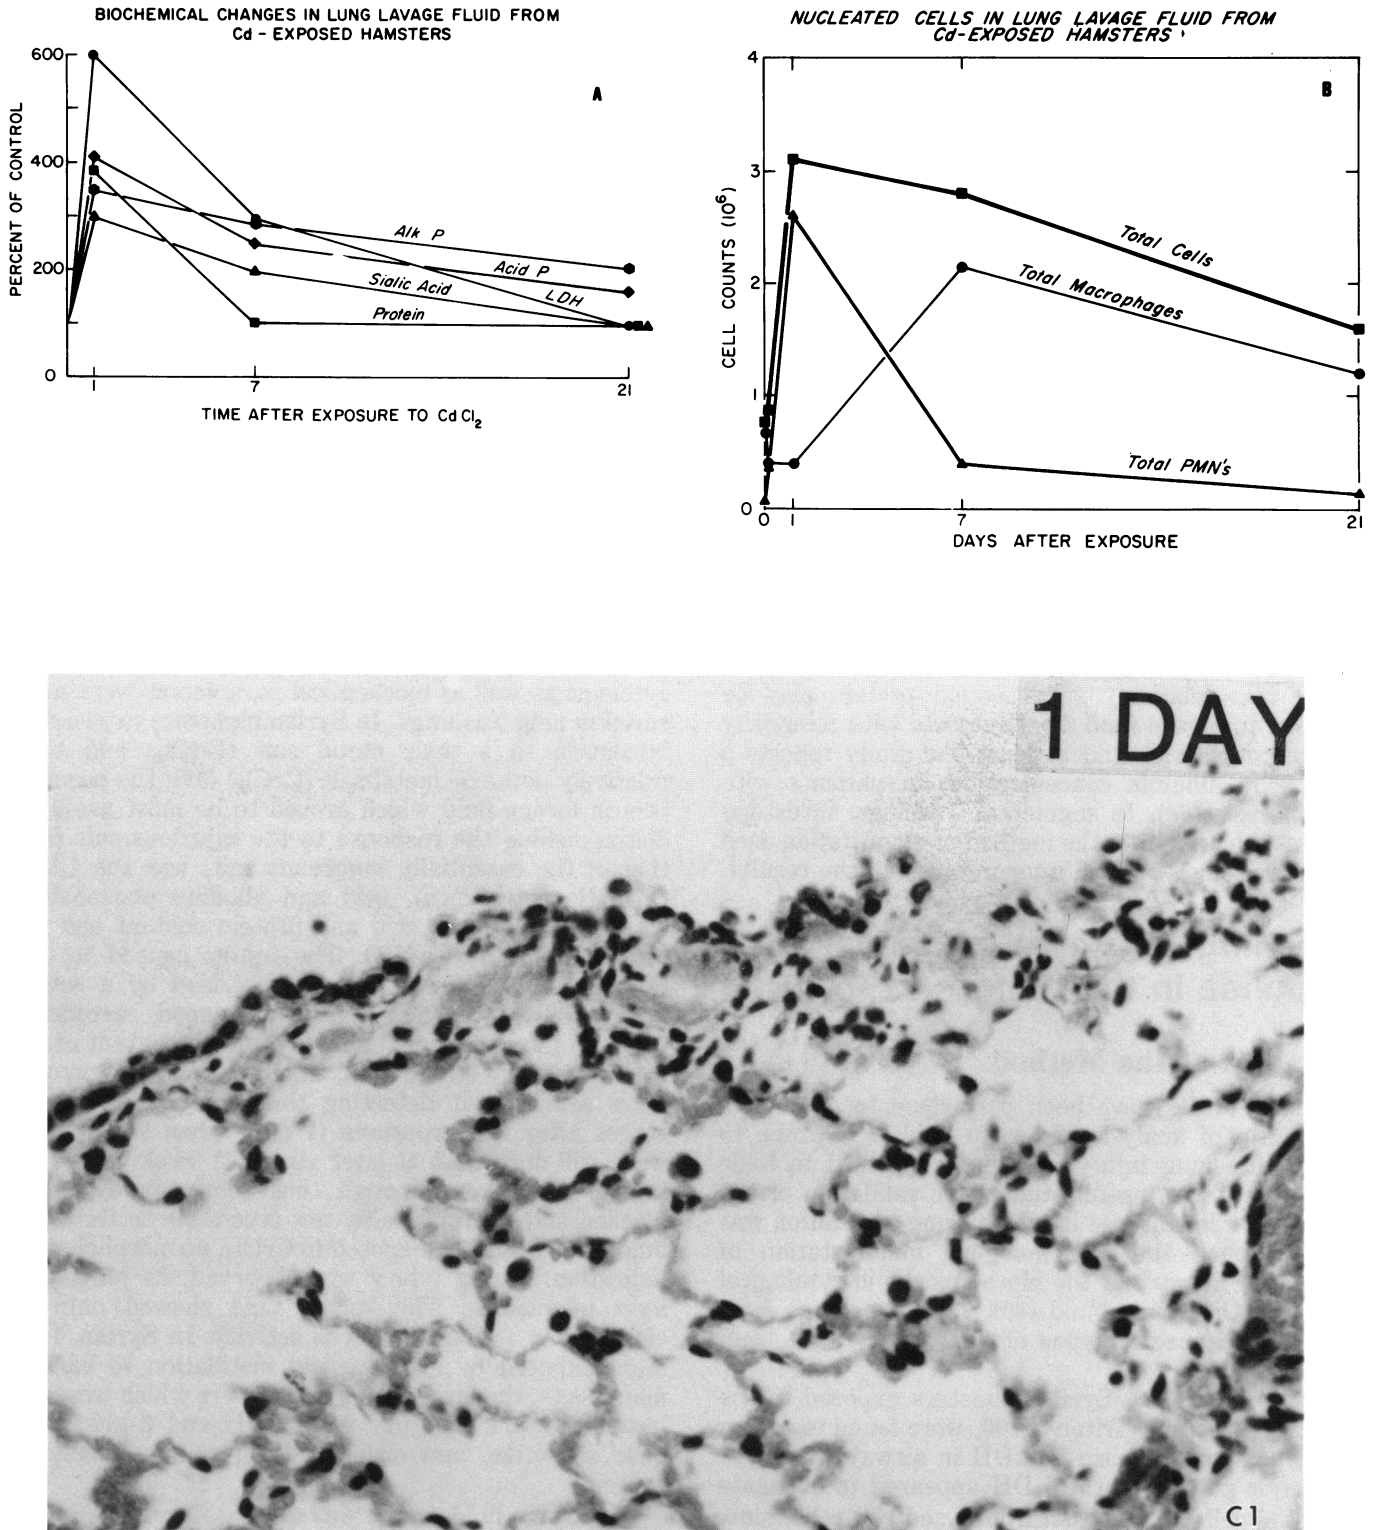 BIOCHEMICAL CHANGES IN LUNG LAVAGE FLUID FROM
Cd - EXPOSED HAMSTERS
A
PERCENT OF CONTROL
600
400
200
0
Alk P
Acid P
Sialic Acid
LDH
Protein
1
7
21
TIME AFTER EXPOSURE TO CdCl2
NUCLEATED CELLS IN LUNG LAVAGE FLUID FROM
Cd-EXPOSED HAMSTERS
B
CELL COUNTS (10⁶)
4
3
2
1
0
Total Cells
Total Macrophages
Total PMN's
0
1
7
21
DAYS AFTER EXPOSURE
1 DAY
C1